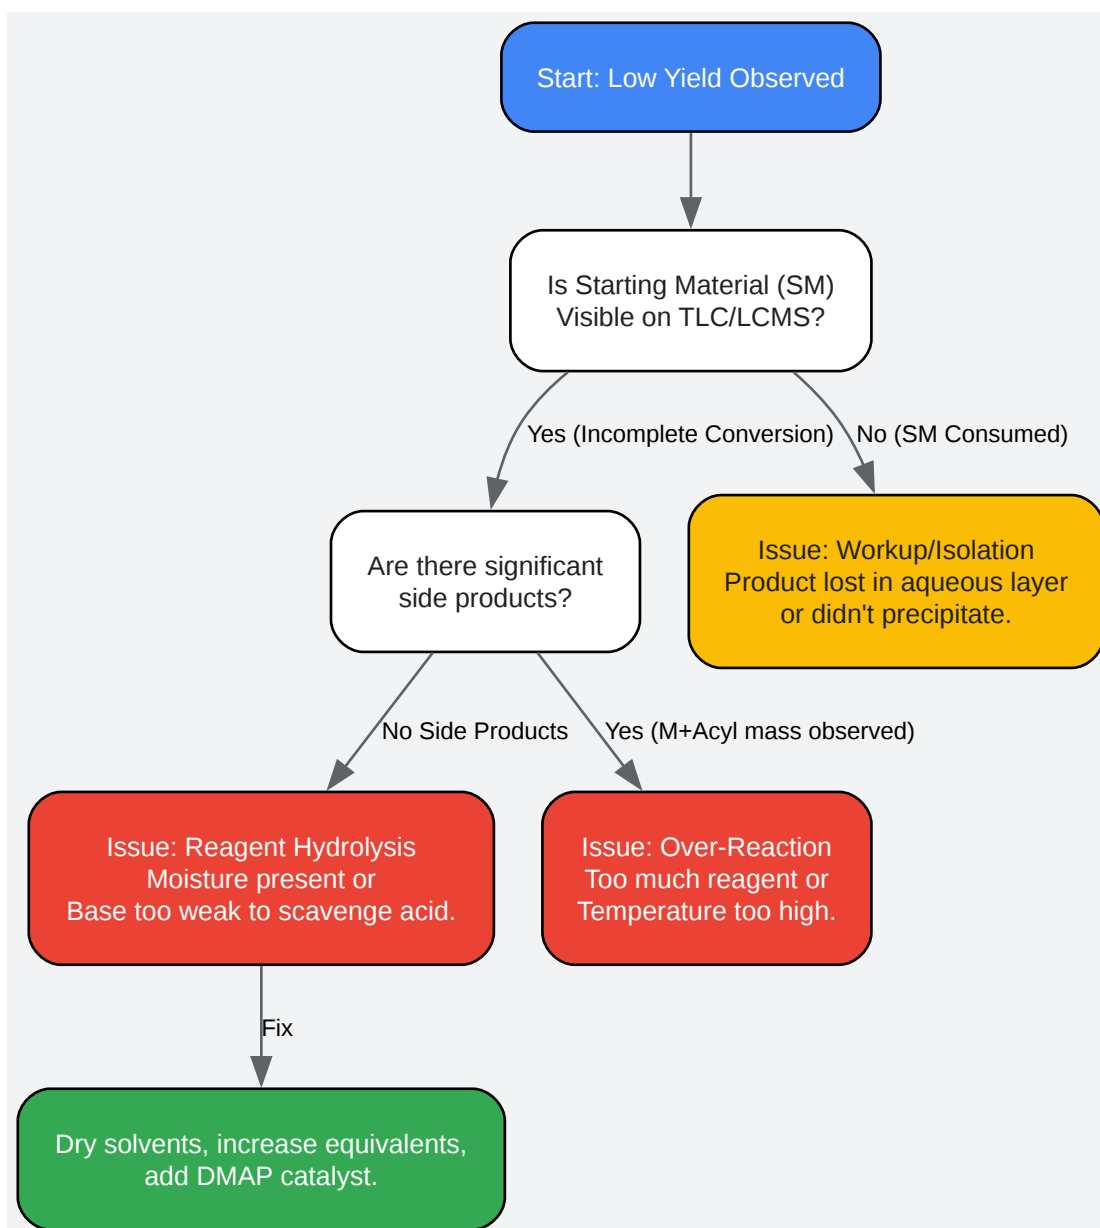 Start: Low Yield Observed
Is Starting Material (SM)
Visible on TLC/LCMS?
Yes (Incomplete Conversion)
No (SM Consumed)
Are there significant
side products?
Issue: Workup/Isolation
Product lost in aqueous layer
or didn't precipitate.
No Side Products
Yes (M+Acyl mass observed)
Issue: Reagent Hydrolysis
Moisture present or
Base too weak to scavenge acid.
Issue: Over-Reaction
Too much reagent or
Temperature too high.
Fix
Dry solvents, increase equivalents,
add DMAP catalyst.